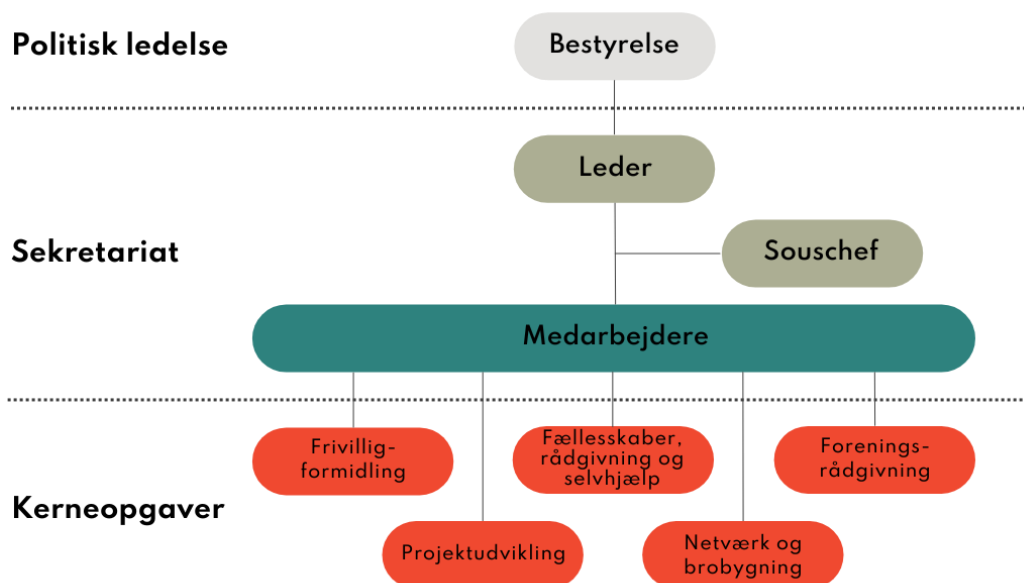 Politisk ledelse
Bestyrelse
Leder
Sekretariat
Souschef
Medarbejdere
Frivillig-
formidling
Fællesskaber,
rådgivning og
selvhjælp
Forenings-
rådgivning
Kerneopgaver
Projektudvikling
Netværk og
brobygning